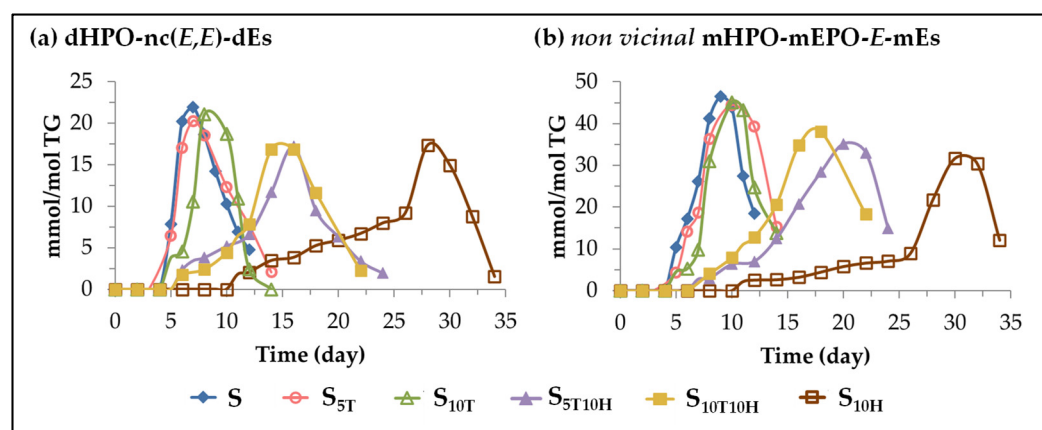 (a) dHPO-nc(E,E)-dEs
(b) non vicinal mHPO-mEPO-E-mEs
mmol/mol TG
25
20
15
10
5
0
0 5 10 15 20 25 30 35
Time (day)
mmol/mol TG
50
40
30
20
10
0
0 5 10 15 20 25 30 35
Time (day)
S S5T S10T S5T10H S10T10H S10H